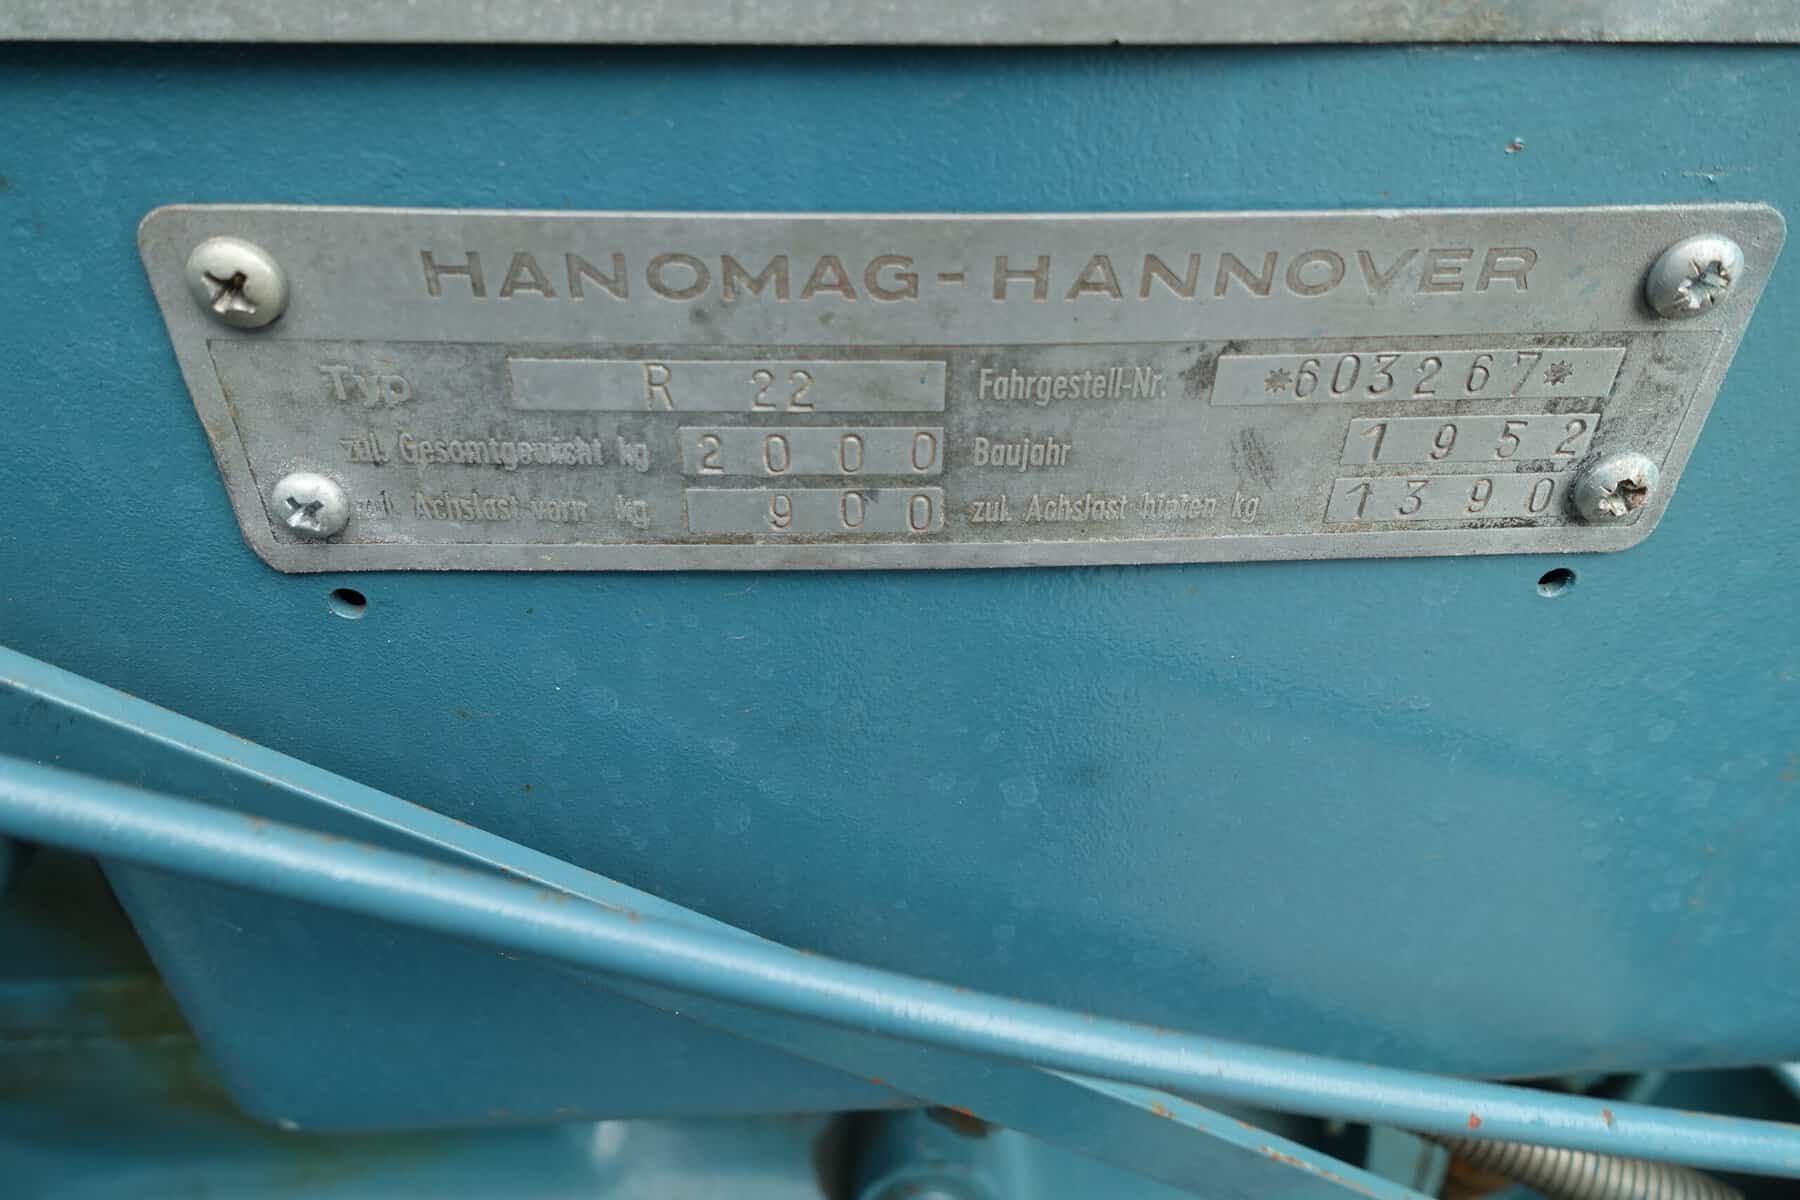 HANOMAG-HANNOVER
Typ R 22 Fahrgestell-Nr. *603267*
zul. Gesamtgewicht kg 2000 Baujahr 1952
zul. Achslast vorn kg 900 zul. Achslast hinten kg 1390